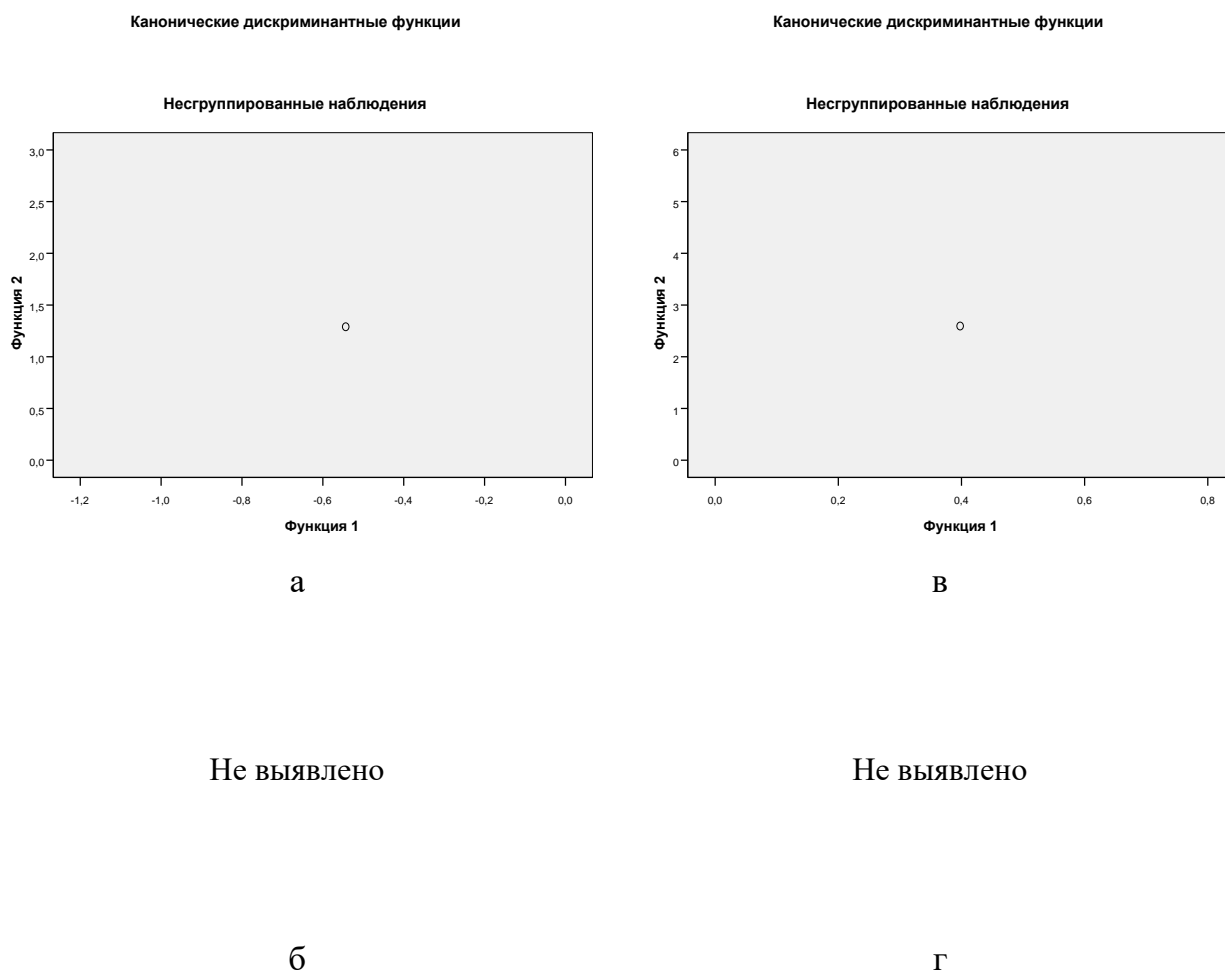 Канонические дискриминантные функции
Несгруппированные наблюдения
3,0
2,5
2,0
1,5
1,0
0,5
0,0
Функция 2
-1,2 -1,0 -0,8 -0,6 -0,4 -0,2 0,0
Функция 1
а
Канонические дискриминантные функции
Несгруппированные наблюдения
6
5
4
3
2
1
0
Функция 2
0,0 0,2 0,4 0,6 0,8
Функция 1
в
Не выявлено
б
Не выявлено
г